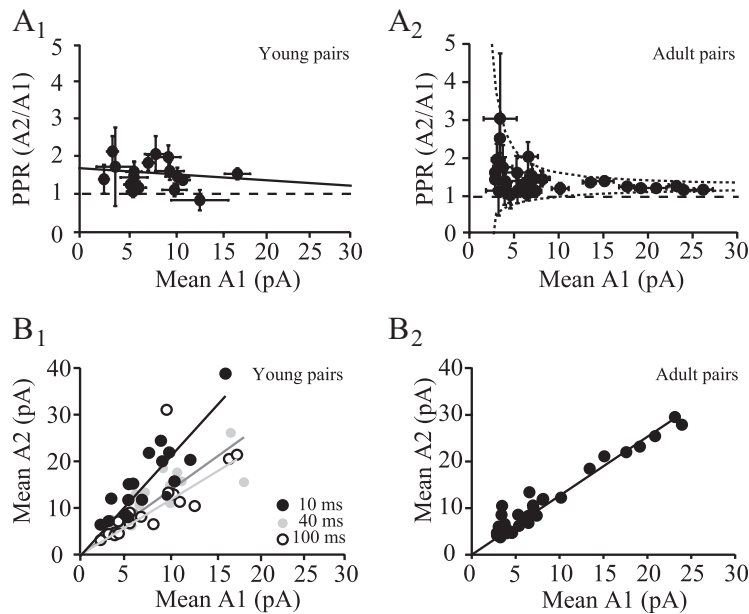 A1
A2
Young pairs
Adult pairs
PPR (A2/A1)
5
4
3
2
1
0
0 5 10 15 20 25 30
Mean A1 (pA)
PPR (A2/A1)
5
4
3
2
1
0
0 5 10 15 20 25 30
Mean A1 (pA)
B1
B2
Young pairs
Adult pairs
Mean A2 (pA)
40
30
20
10
0
10 ms
40 ms
100 ms
0 5 10 15 20 25 30
Mean A1 (pA)
Mean A2 (pA)
40
30
20
10
0
0 5 10 15 20 25 30
Mean A1 (pA)